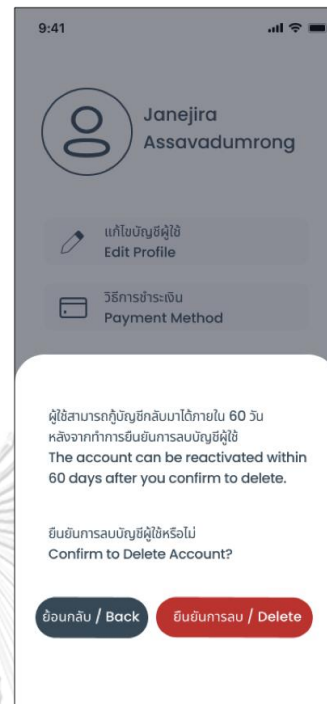 9:41
Janejira
Assavadumrong
แก้ไขบัญชีผู้ใช้
Edit Profile
วิธีการชำระเงิน
Payment Method
ผู้ใช้สามารถกู้บัญชีกลับมาได้ภายใน 60 วัน
หลังจากทำการยืนยันการลบบัญชีผู้ใช้
The account can be reactivated within
60 days after you confirm to delete.
ยืนยันการลบบัญชีผู้ใช้หรือไม่
Confirm to Delete Account?
ย้อนกลับ / Back ยืนยันการลบ / Delete